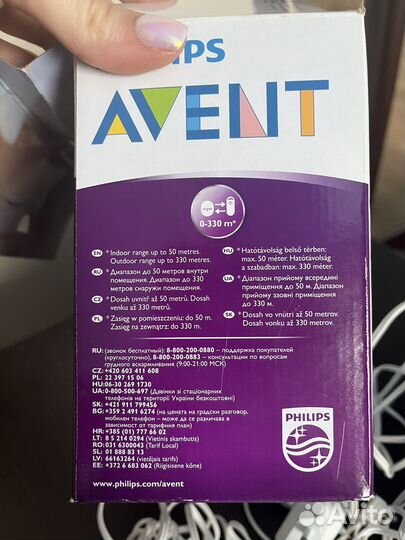 IPS
AVENT
0-330 m*
EN * Indoor range up to 50 metres.
Outdoor range up to 330 metres.
RU * Диапазон до 50 метров внутри
помещения. Диапазон до 330
метров снаружи помещения.
CZ * Dosah uvnitř až 50 metrů. Dosah
venku až 330 metrů.
PL * Zasięg w pomieszczeniu: do 50 m.
Zasięg na zewnątrz: do 330 m.
HU * Hatótávolság belső térben:
max. 50 méter. Hatótávolság
a szabadban: max. 330 méter.
UA * Діапазон прийому всередині
приміщення до 50 м. Діапазон
прийому ззовні приміщення
до 330 м.
SK * Dosah vo vnútri až 50 metrov.
Dosah vonku až 330 metrov.
RU: (звонок бесплатный): 8-800-200-0880 – поддержка покупателей
(круглосуточно), 8-800-200-0883 – консультации по вопросам
грудного вскармливания (9:00-21:00 МСК)
CZ: +420 603 411 608
PL: 22 397 15 06
HU: 06-30 269 1730
UA: 0-800-500-697 (Дзвінки зі стаціонарних
телефонів на території України безкоштовні)
SK: +421 911 799456
BG: +359 2 491 6274 (на цената на градски разговор,
мобилен телефон – може да се различава в
зависимост от тарифния план)
HR: +385 (01) 777 66 02
LT: 8 5 214 0294 (Vietinis skambutis)
RO: 031 6300043 (Tarif Local)
SL: 01 888 83 13
LV: 66163264 (vietējais tarifs)
EE: +372 6 683 062 (Riigisisene kõne)
www.philips.com/avent
PHILIPS
Avito